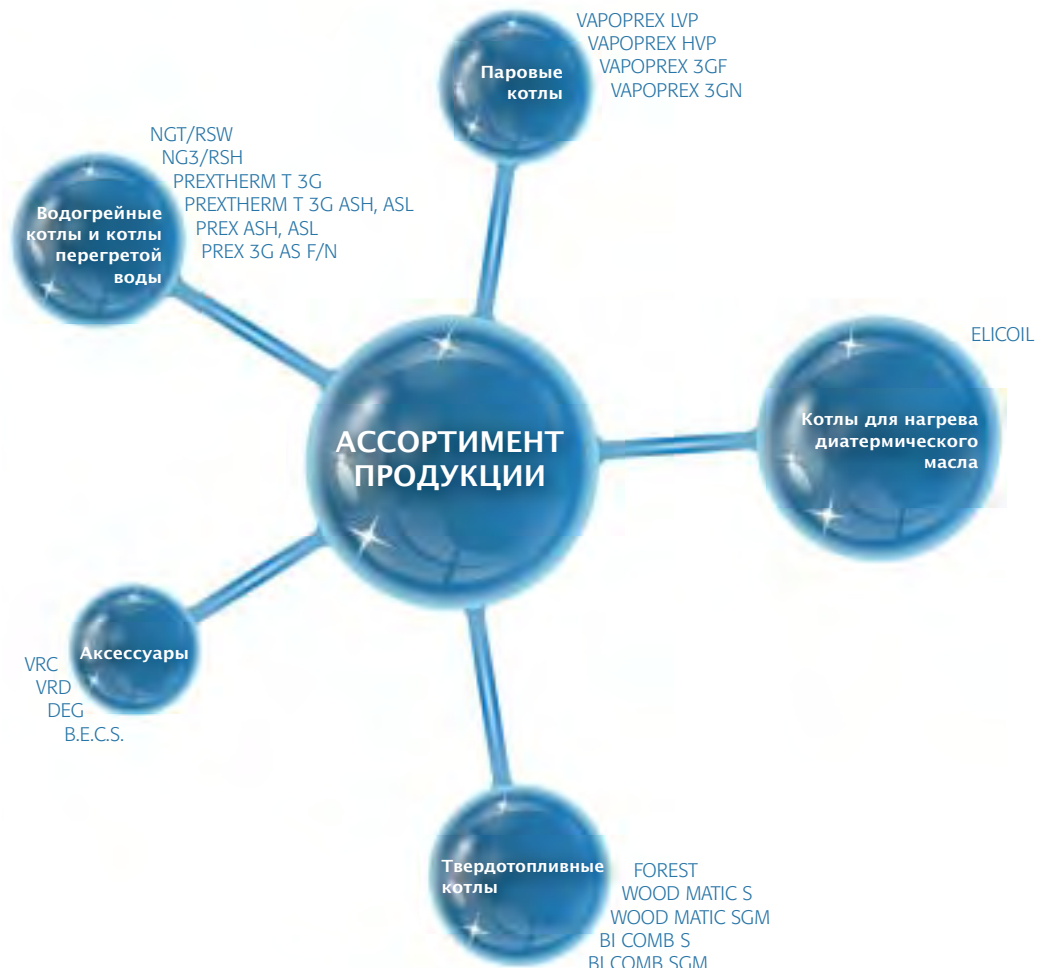 VAPOPREX LVP
VAPOPREX HVP
VAPOPREX 3GF
VAPOPREX 3GN
Паровые
котлы
NGT/RSW
NG3/RSH
PREXTHERM T 3G
PREXTHERM T 3G ASH, ASL
PREX ASH, ASL
PREX 3G AS F/N
Водогрейные
котлы и котлы
перегретой
воды
ELICOIL
Котлы для нагрева
диатермического
масла
АССОРТИМЕНТ
ПРОДУКЦИИ
Аксессуары
VRC
VRD
DEG
B.E.C.S.
Твердотопливные
котлы
FOREST
WOOD MATIC S
WOOD MATIC SGM
BI COMB S
BI COMB SGM